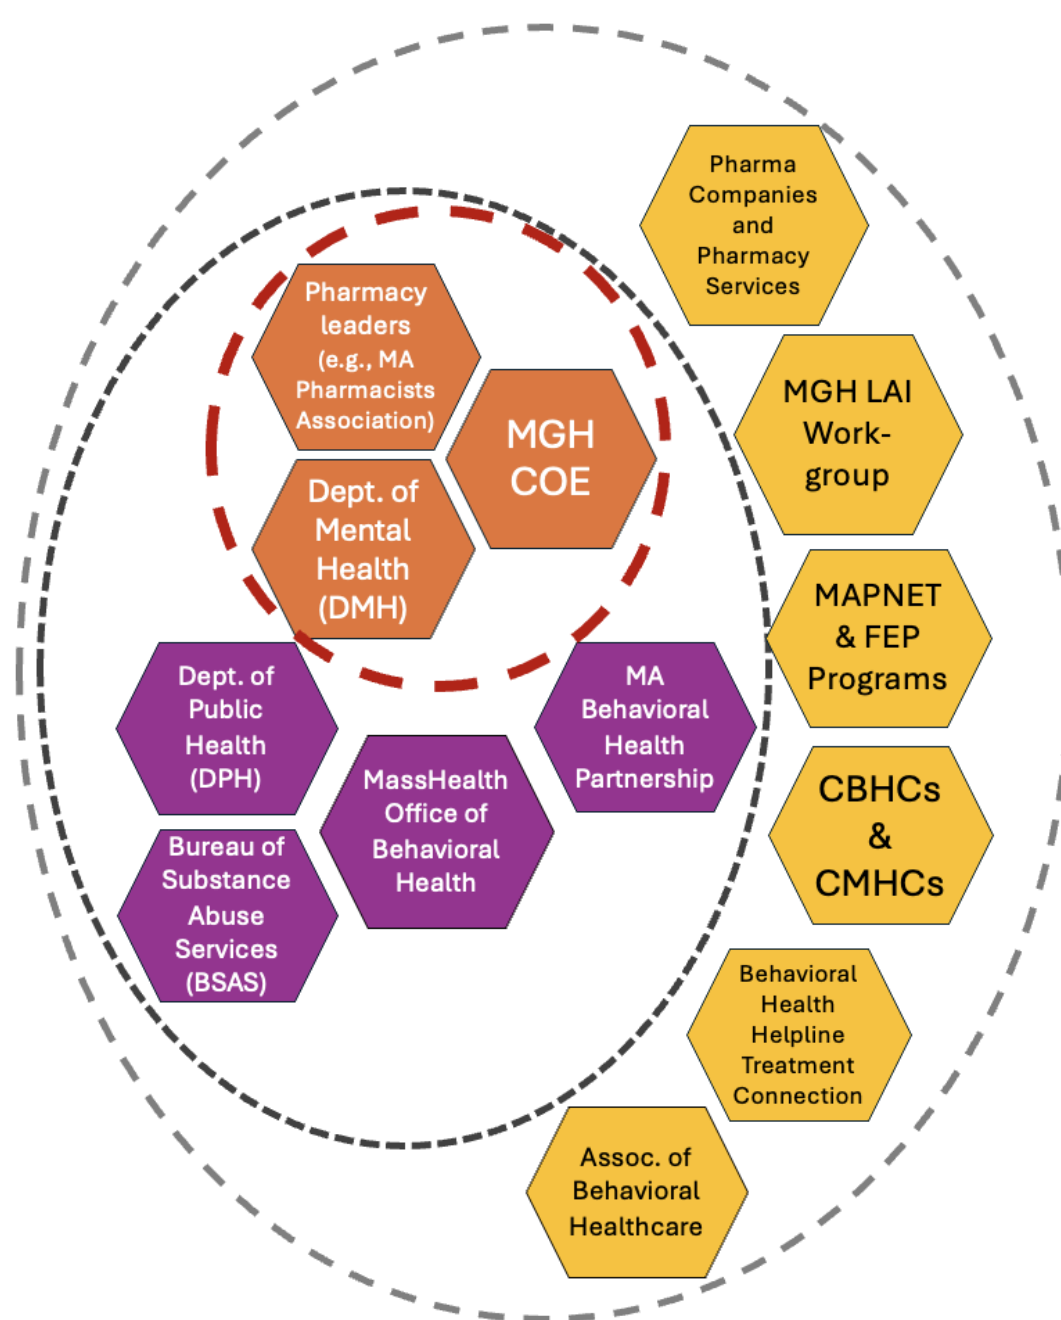 Pharma
Companies
and
Pharmacy
Services
Pharmacy
leaders
(e.g., MA
Pharmacists
Association)
MGH
COE
MGH LAI
Work-
group
Dept. of
Mental
Health
(DMH)
MAPNET
& FEP
Programs
Dept. of
Public
Health
(DPH)
MA
Behavioral
Health
Partnership
MassHealth
Office of
Behavioral
Health
CBHCs
&
CMHCs
Bureau of
Substance
Abuse
Services
(BSAS)
Behavioral
Health
Helpline
Treatment
Connection
Assoc. of
Behavioral
Healthcare